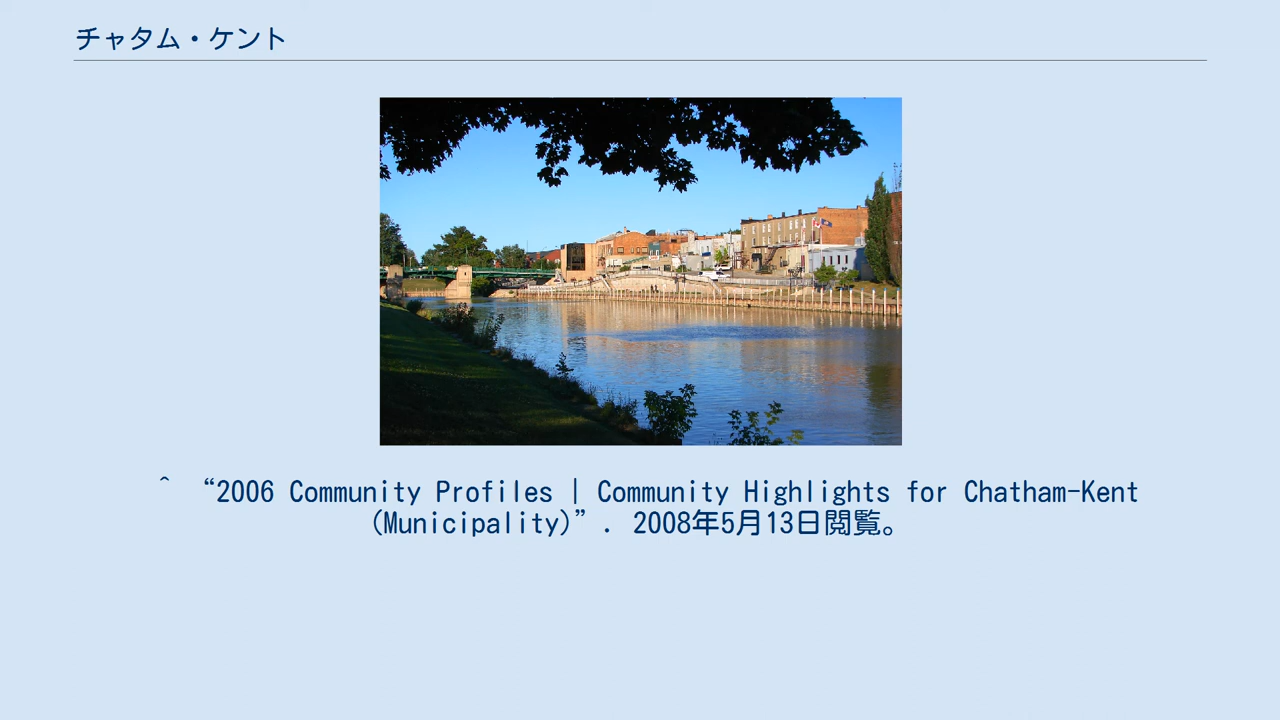 チャタム・ケント
^ “2006 Community Profiles | Community Highlights for Chatham-Kent
(Municipality)”. 2008年5月13日閲覧。